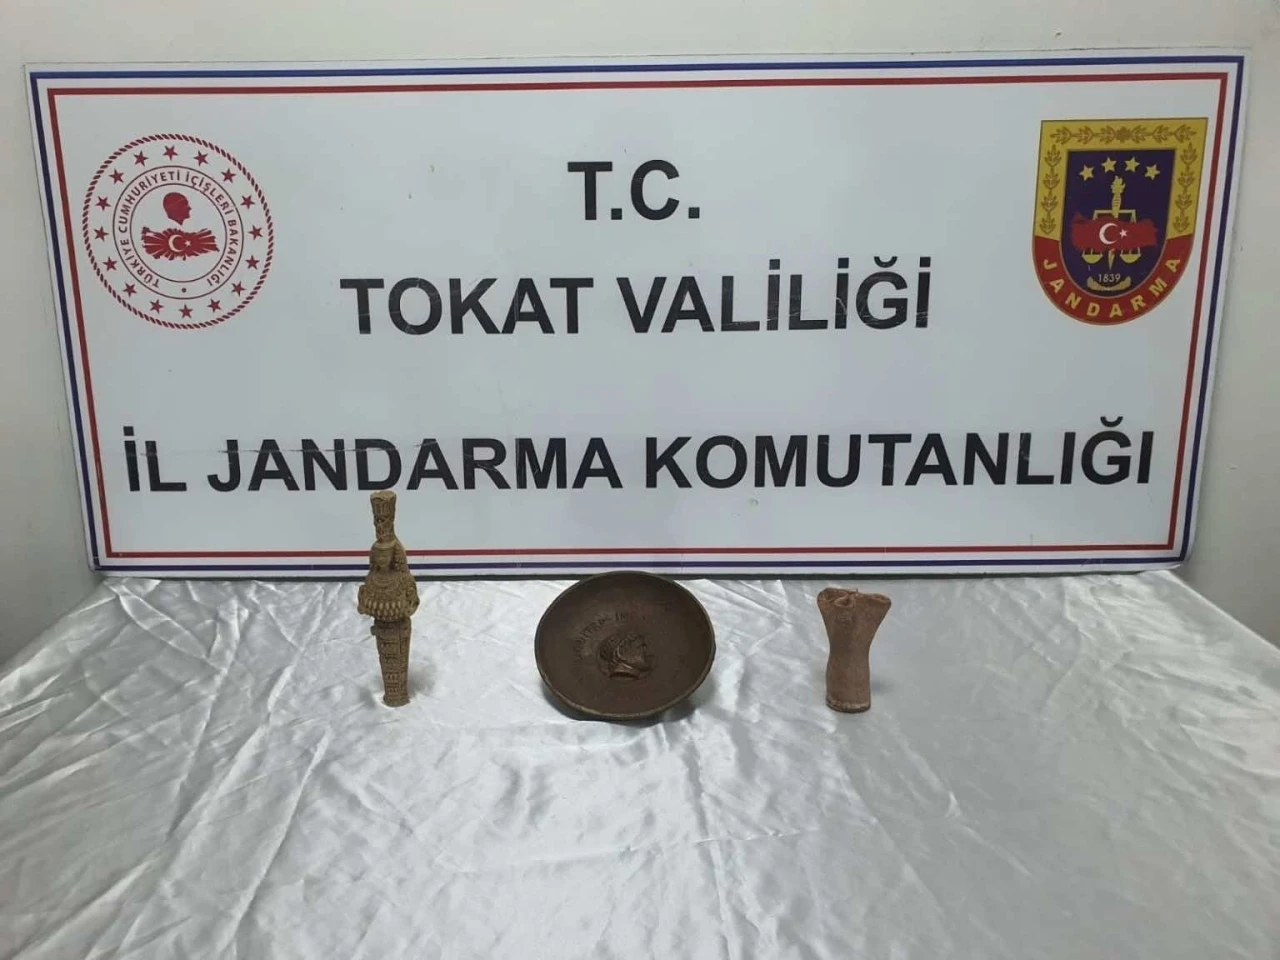 T.C.
TOKAT VALİLİĞİ
İL JANDARMA KOMUTANLIĞI
TÜRKİYE CUMHURİYETİ İÇİŞLERİ BAKANLIĞI
1839
JANDARMA